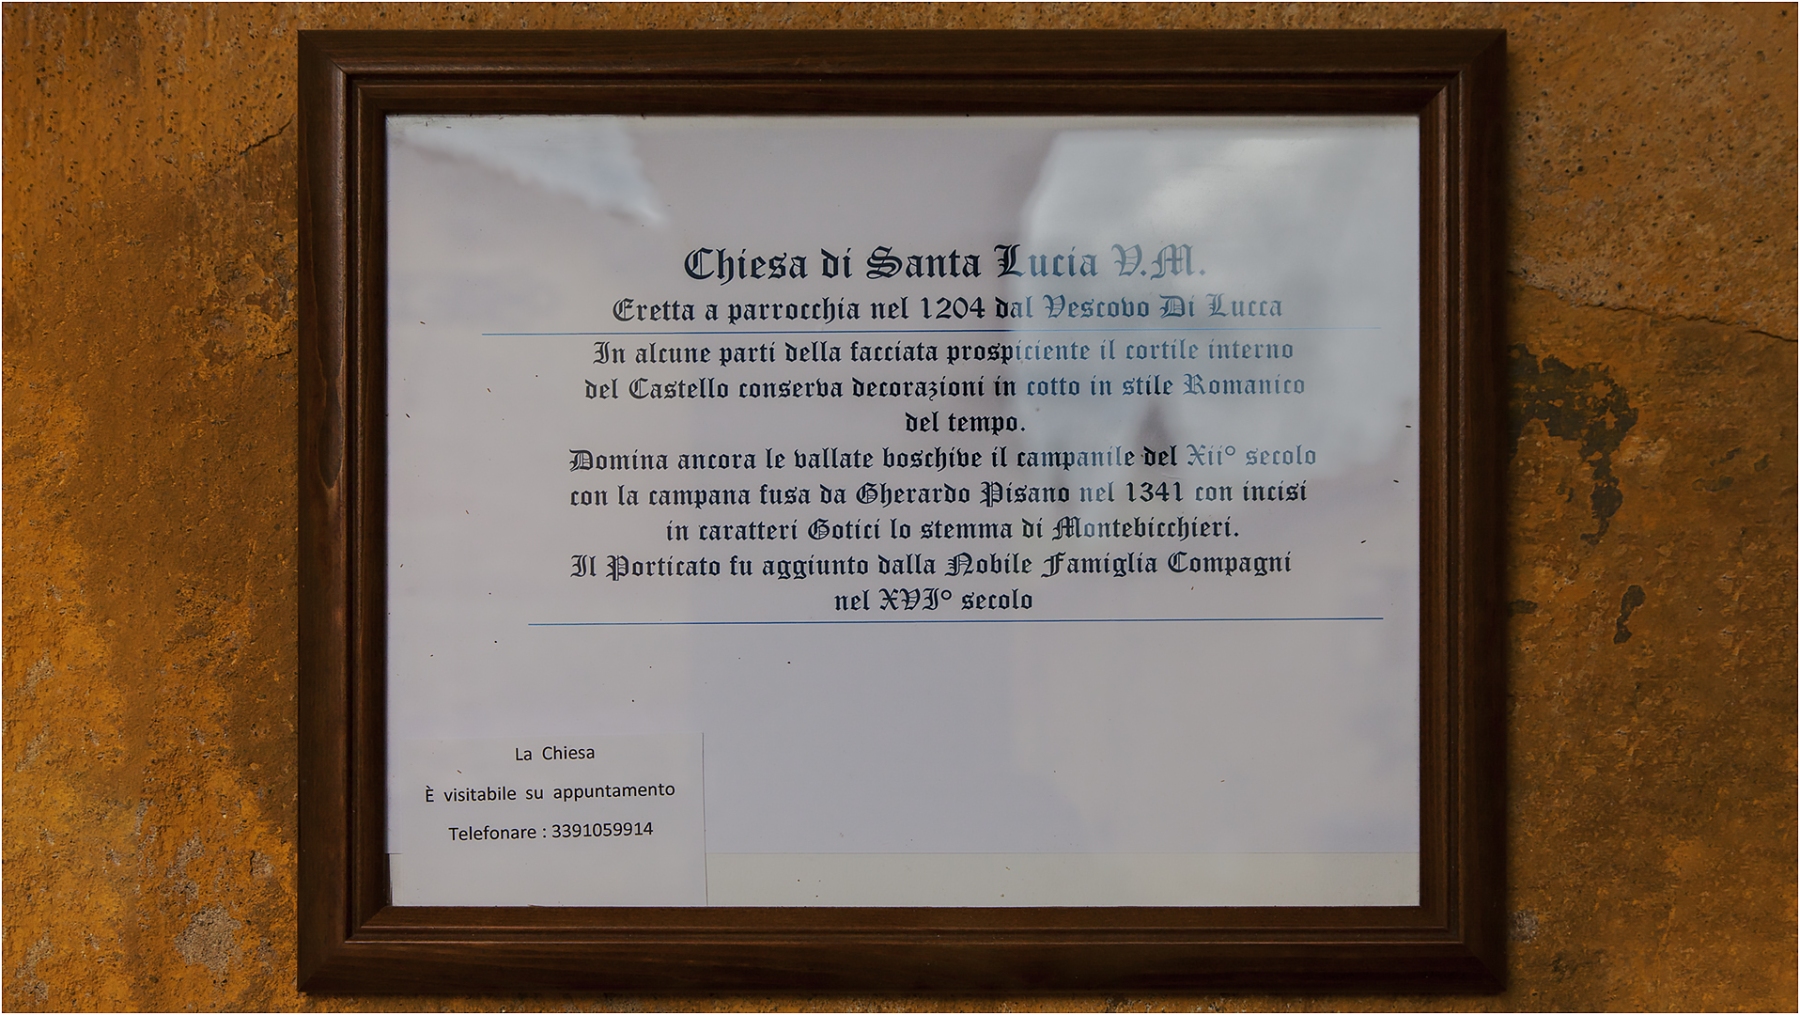 Chiesa di Santa Lucia V.M.
Eretta a parrocchia nel 1204 dal Vescovo Di Lucca
In alcune parti della facciata prospiciente il cortile interno
del Castello conserva decorazioni in cotto in stile Romanico
del tempo.
Domina ancora le vallate boschive il campanile del Xii° secolo
con la campana fusa da Gherardo Pisano nel 1341 con incisi
in caratteri Gotici lo stemma di Montebicchieri.
Il Porticato fu aggiunto dalla Nobile Famiglia Compagni
nel XVI° secolo
La Chiesa
È visitabile su appuntamento
Telefonare : 3391059914